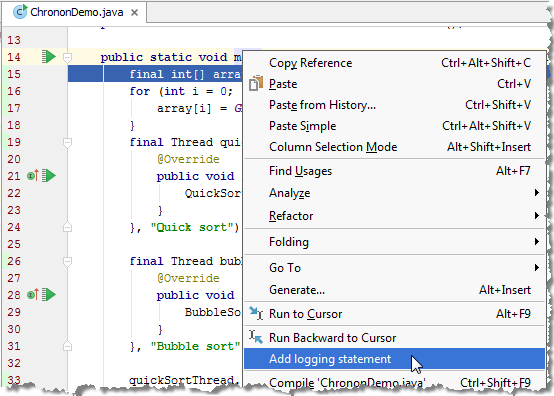 ChrononDemo.java ×
13
14 public static void m
15 final int[] array
16 for (int i = 0;
17 array[i] = G
18 }
19 final Thread quic
20 @Override
21 public void
22 QuickSort
23 }
24 }, "Quick sort")
25
26 final Thread bubb
27 @Override
28 public void
29 BubbleSo
30 }
31 }, "Bubble sort"
32
33 quickSortThread.
Copy Reference Ctrl+Alt+Shift+C
Paste Ctrl+V
Paste from History... Ctrl+Shift+V
Paste Simple Ctrl+Alt+Shift+V
Column Selection Mode Alt+Shift+Insert
Find Usages Alt+F7
Analyze
Refactor
Folding
Go To
Generate... Alt+Insert
Run to Cursor Alt+F9
Run Backward to Cursor
Add logging statement
Compile 'ChrononDemo.java' Ctrl+Shift+F9